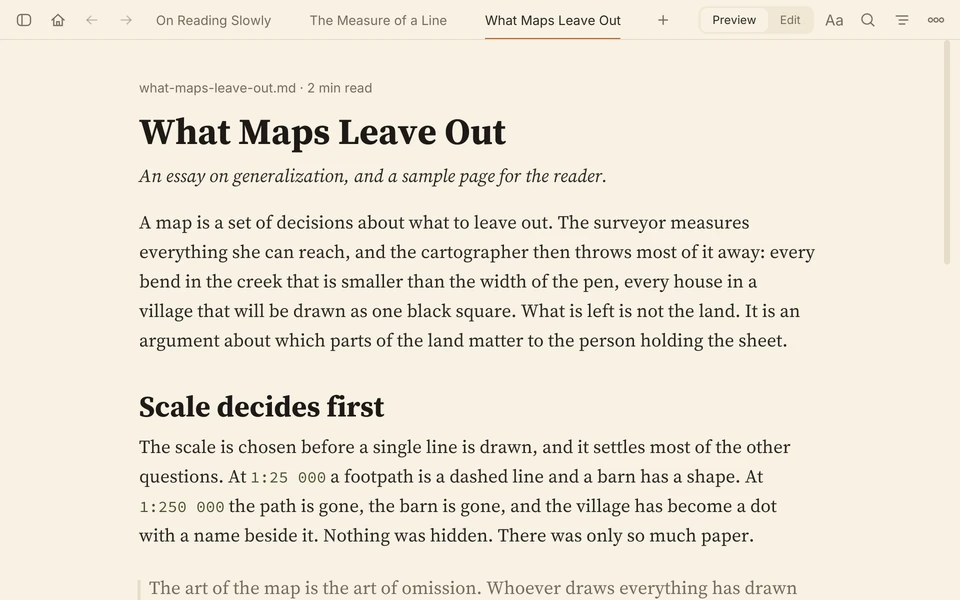 On Reading Slowly
The Measure of a Line
What Maps Leave Out
Preview
Edit
Aa
what-maps-leave-out.md · 2 min read
What Maps Leave Out
An essay on generalization, and a sample page for the reader.
A map is a set of decisions about what to leave out. The surveyor measures
everything she can reach, and the cartographer then throws most of it away: every
bend in the creek that is smaller than the width of the pen, every house in a
village that will be drawn as one black square. What is left is not the land. It is an
argument about which parts of the land matter to the person holding the sheet.
Scale decides first
The scale is chosen before a single line is drawn, and it settles most of the other
questions. At 1:25 000 a footpath is a dashed line and a barn has a shape. At
1:250 000 the path is gone, the barn is gone, and the village has become a dot
with a name beside it. Nothing was hidden. There was only so much paper.
The art of the map is the art of omission. Whoever draws everything has drawn